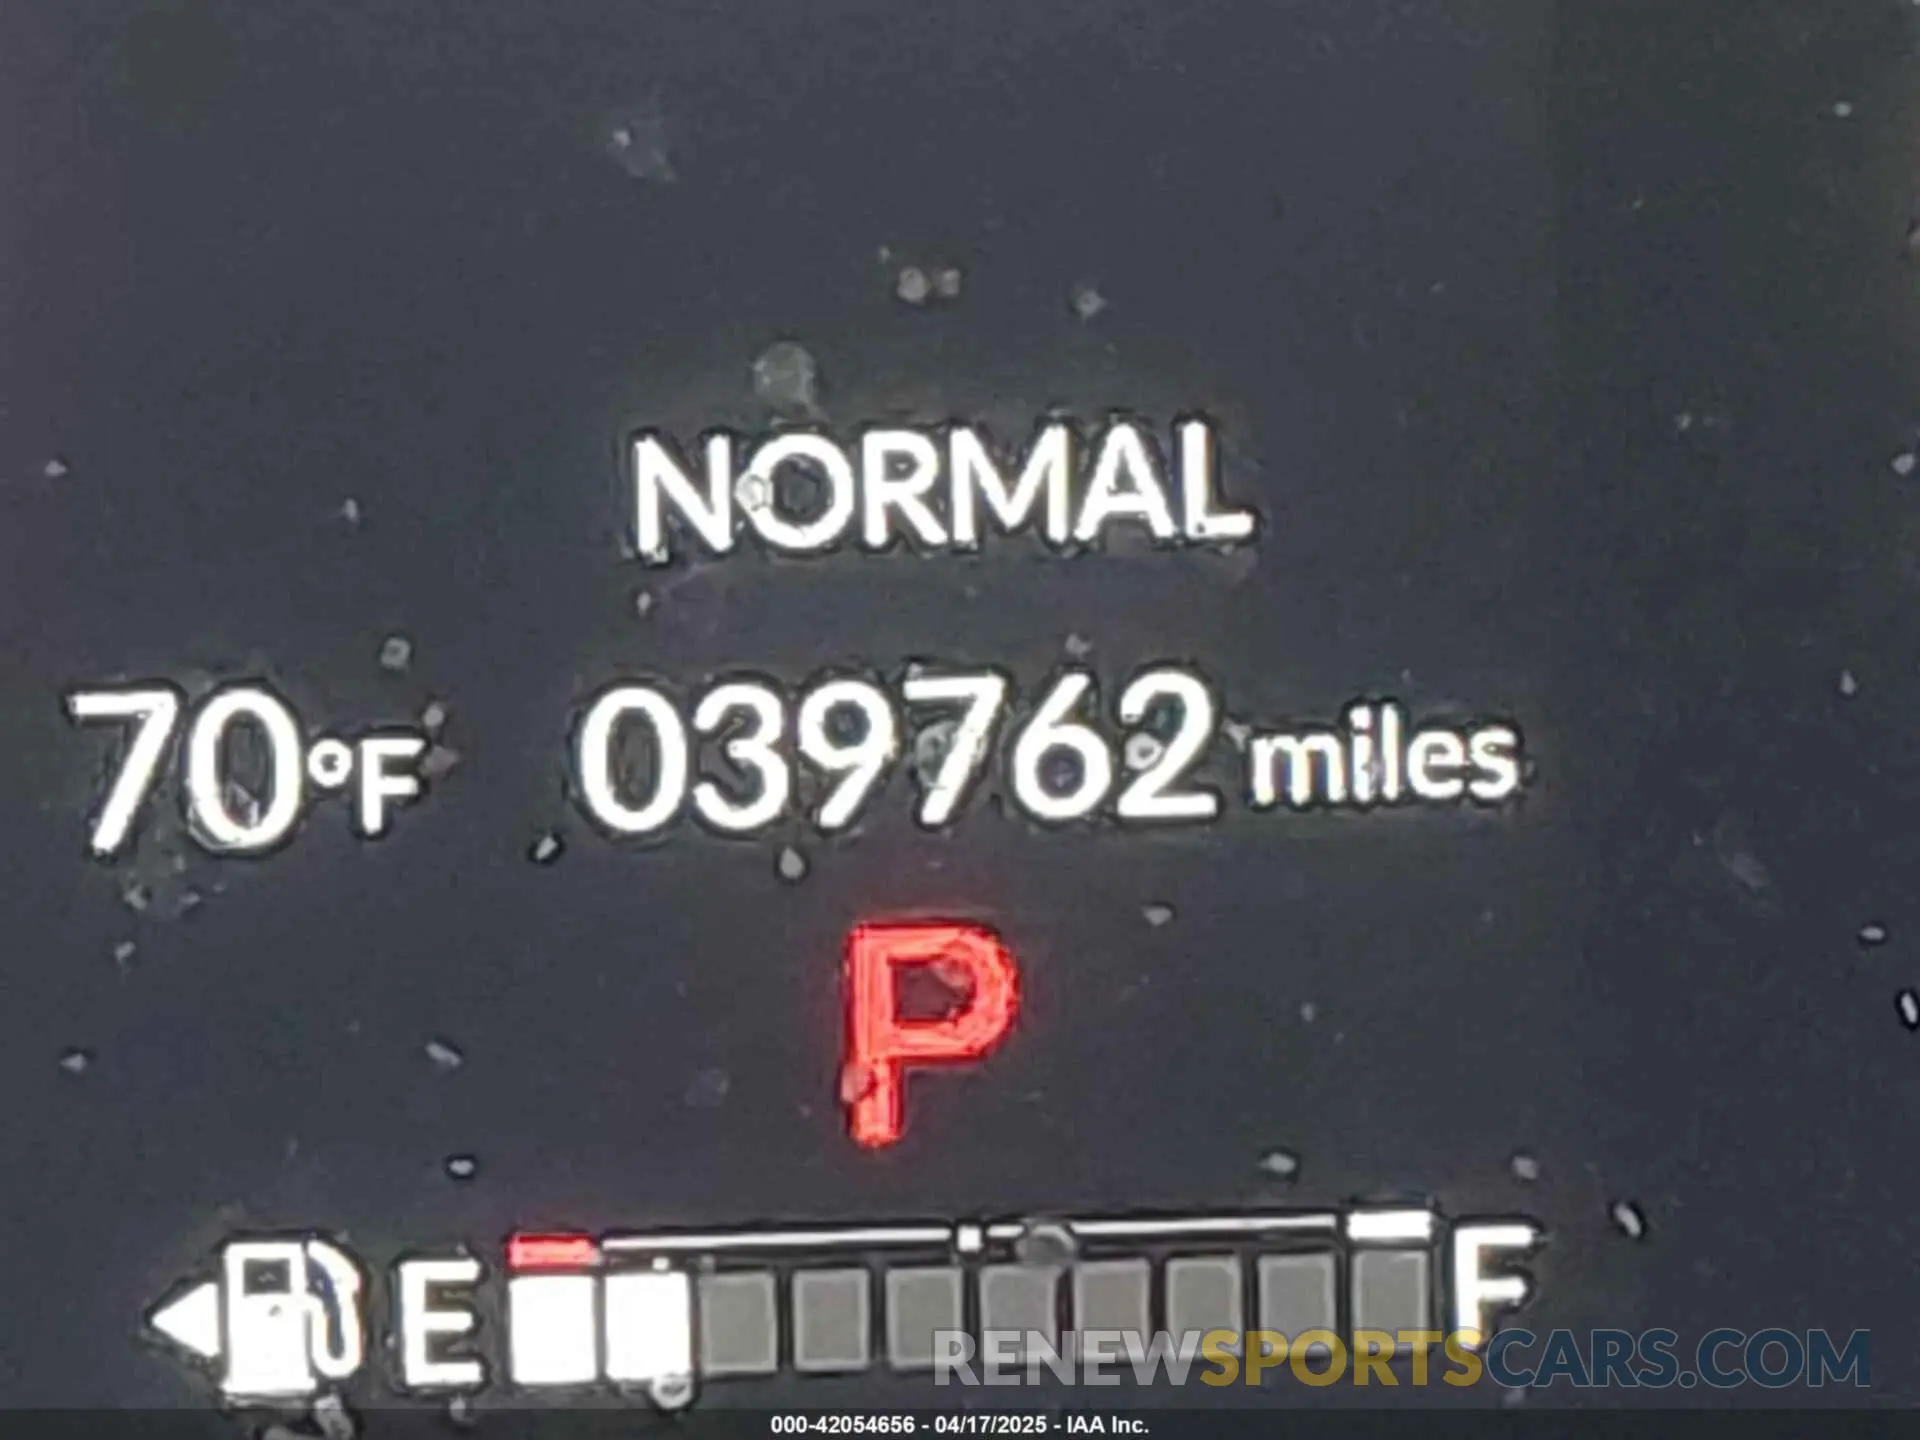 NORMAL
70°F 039762 miles
P
E F
RENEWSPORTSCARS.COM
000-42054656 - 04/17/2025 - IAA Inc.